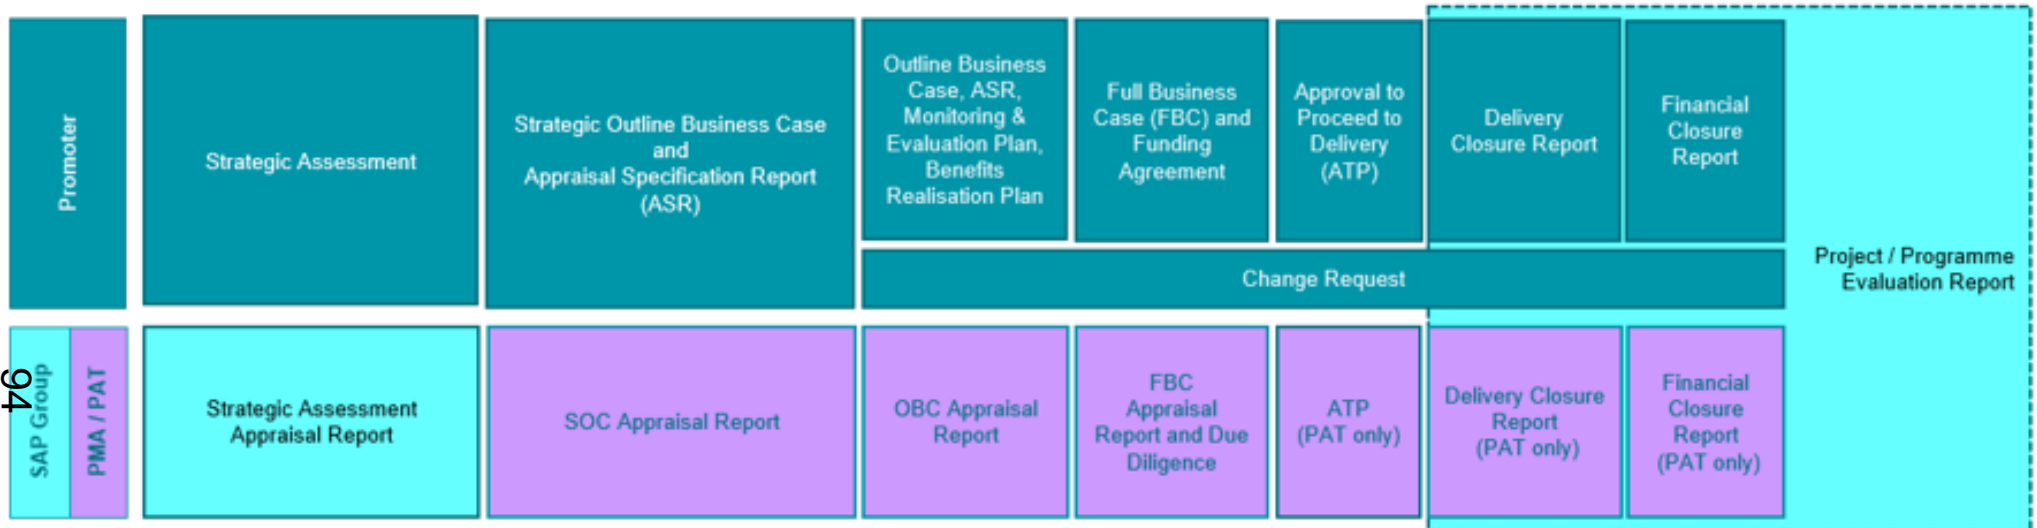 Promoter
Strategic Assessment
Strategic Outline Business Case
and
Appraisal Specification Report
(ASR)
Outline Business
Case, ASR,
Monitoring &
Evaluation Plan,
Benefits
Realisation Plan
Full Business
Case (FBC) and
Funding
Agreement
Approval to
Proceed to
Delivery
(ATP)
Delivery
Closure Report
Financial
Closure
Report
Change Request
Project / Programme
Evaluation Report
94
SAP Group
PMA / PAT
Strategic Assessment
Appraisal Report
SOC Appraisal Report
OBC Appraisal
Report
FBC
Appraisal
Report and Due
Diligence
ATP
(PAT only)
Delivery Closure
Report
(PAT only)
Financial
Closure
Report
(PAT only)